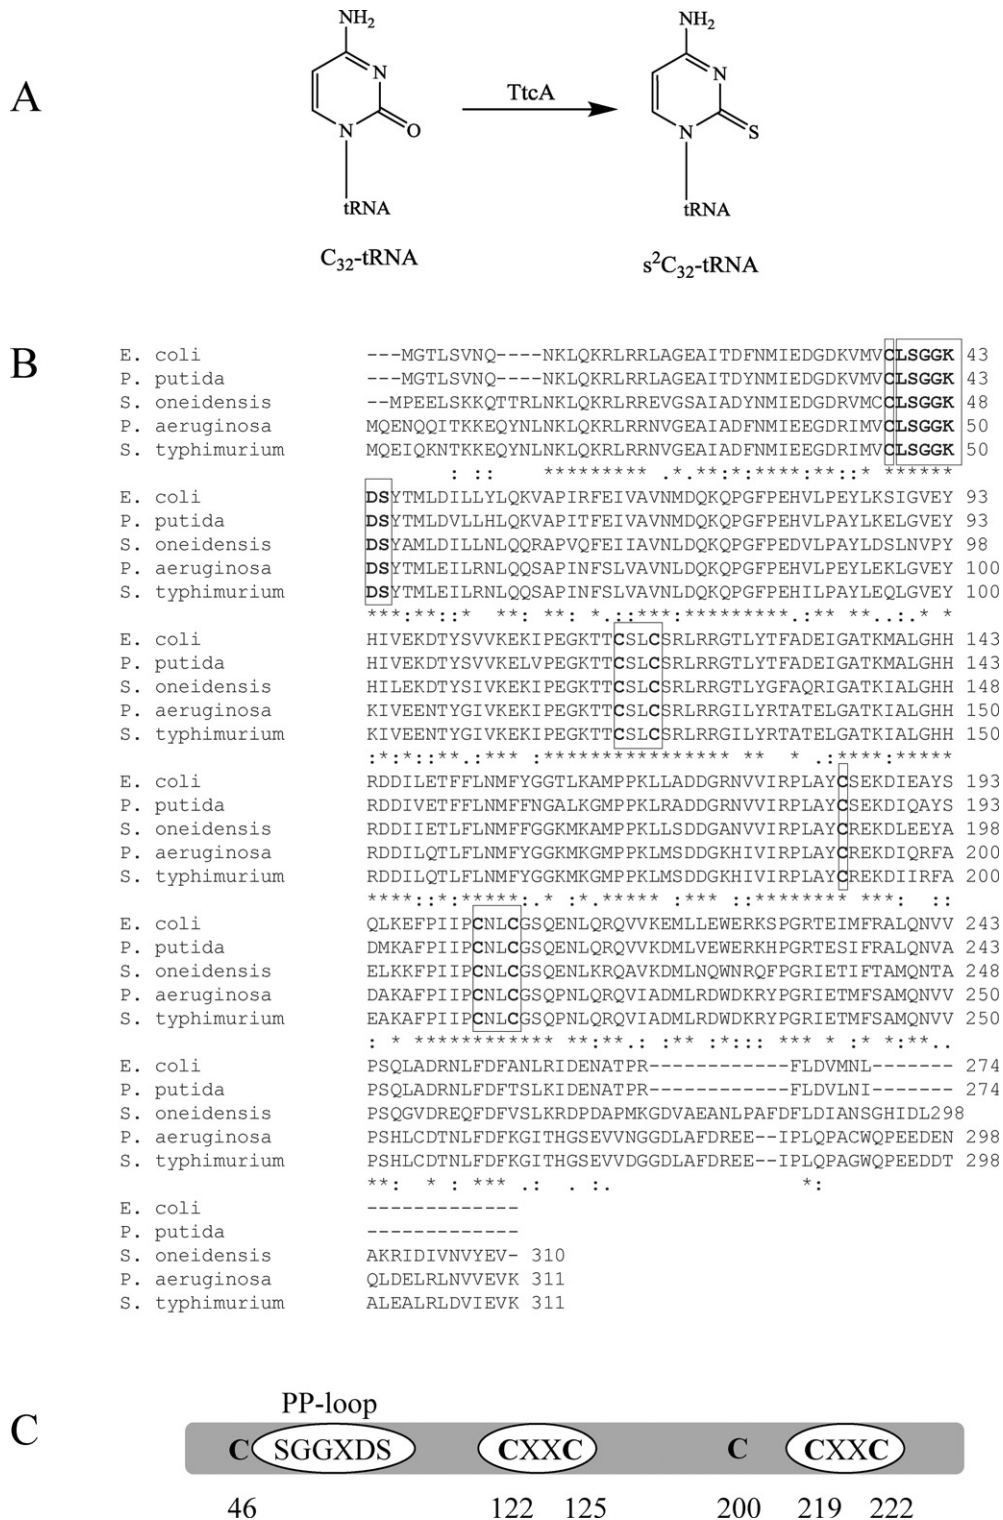 A
NH2
N
N
O
tRNA
C32-tRNA
TtcA
NH2
N
N
S
tRNA
s²C32-tRNA
B
E. coli ---MGTLSVNQ----NKLQKRLRRLAGEAITDFNMIEDGDKVMVCLSGGK 43
P. putida ---MGTLSVNQ----NKLQKRLRRLAGEAITDYNMIEDGDKVMVCLSGGK 43
S. oneidensis --MPEELSKKQTTRLNKLQKRLRREVGSAIADYNMIEDGDRVMCCLSGGK 48
P. aeruginosa MQENQQITKKEQYNLNKLQKRLRRNVGEAIADFNMIEEGDRIMVCLSGGK 50
S. typhimurium MQEIQKNTKKEQYNLNKLQKRLRRNVGEAIADFNMIEEGDRIMVCLSGGK 50
: :: ********* .*.**:*:****:**::* ******
E. coli DSYTMLDILLYLQKVAPIRFEIVAVNMDQKQPGFPEHVLPEYLKSIGVEY 93
P. putida DSYTMLDVLLHLQKVAPITFEIVAVNMDQKQPGFPEHVLPAYLKELGVEY 93
S. oneidensis DSYAMLDILLNLQQRAPVQFEIIAVNLDQKQPGFPEDVLPAYLDSLNVPY 98
P. aeruginosa DSYTMLEILRNLQQSAPINFSLVAVNLDQKQPGFPEHVLPEYLEKLGVEY 100
S. typhimurium DSYTMLEILRNLQQSAPINFSLVAVNLDQKQPGFPEHILPAYLEQLGVEY 100
***:**::* **: **: *.::***:*********.:** **..:.* *
E. coli HIVEKDTYSVVKEKIPEGKTTCSLCSRLRRGTLYTFADEIGATKMALGHH 143
P. putida HIVEKDTYSVVKELVPEGKTTCSLCSRLRRGTLYTFADEIGATKMALGHH 143
S. oneidensis HILEKDTYSIVKEKIPEGKTTCSLCSRLRRGTLYGFAQRIGATKIALGHH 148
P. aeruginosa KIVEENTYGIVKEKIPEGKTTCSLCSRLRRGILYRTATELGATKIALGHH 150
S. typhimurium KIVEENTYGIVKEKIPEGKTTCSLCSRLRRGILYRTATELGATKIALGHH 150
:*:*::**.:*** :**************** ** * .:****:*****
E. coli RDDILETFFLNMFYGGTLKAMPPKLLADDGRNVVIRPLAYCSEKDIEAYS 193
P. putida RDDIVETFFLNMFFNGALKGMPPKLRADDGRNVVIRPLAYCSEKDIQAYS 193
S. oneidensis RDDIIETLFLNMFFGGKMKAMPPKLLSDDGANVVIRPLAYCREKDLEEYA 198
P. aeruginosa RDDILQTLFLNMFYGGKMKGMPPKLMSDDGKHIVIRPLAYCREKDIQRFA 200
S. typhimurium RDDILQTLFLNMFYGGKMKGMPPKLMSDDGKHIVIRPLAYCREKDIIRFA 200
****::*:*****:.* :*.***** :*** ::******** ***: ::
E. coli QLKEFPIIPCNLCGSQENLQRQVVKEMLLEWERKSPGRTEIMFRALQNVV 243
P. putida DMKAFPIIPCNLCGSQENLQRQVVKDMLVEWERKHPGRTESIFRALQNVA 243
S. oneidensis ELKKFPIIPCNLCGSQENLKRQAVKDMLNQWNRQFPGRIETIFTAMQNTA 248
P. aeruginosa DAKAFPIIPCNLCGSQPNLQRQVIADMLRDWDKRYPGRIETMFSAMQNVV 250
S. typhimurium EAKAFPIIPCNLCGSQPNLQRQVIADMLRDWDKRYPGRIETMFSAMQNVV 250
: * ************ **:**.: :** :*::: *** * :* *:**..
E. coli PSQLADRNLFDFANLRIDENATPR------------FLDVMNL------- 274
P. putida PSQLADRNLFDFTSLKIDENATPR------------FLDVLNI------- 274
S. oneidensis PSQGVDREQFDFVSLKRDPDAPMKGDVAEANLPAFDFLDIANSGHIDL298
P. aeruginosa PSHLCDTNLFDFKGITHGSEVVNGGDLAFDREE--IPLQPACWQPEEDEN 298
S. typhimurium PSHLCDTNLFDFKGITHGSEVVDGGDLAFDREE--IPLQPAGWQPEEDDT 298
**: * : *** .: . :. *:
E. coli -------------
P. putida -------------
S. oneidensis AKRIDIVNVYEV- 310
P. aeruginosa QLDELRLNVVEVK 311
S. typhimurium ALEALRLDVIEVK 311
C
PP-loop
C SGGXDS CXXC C CXXC
46 122 125 200 219 222